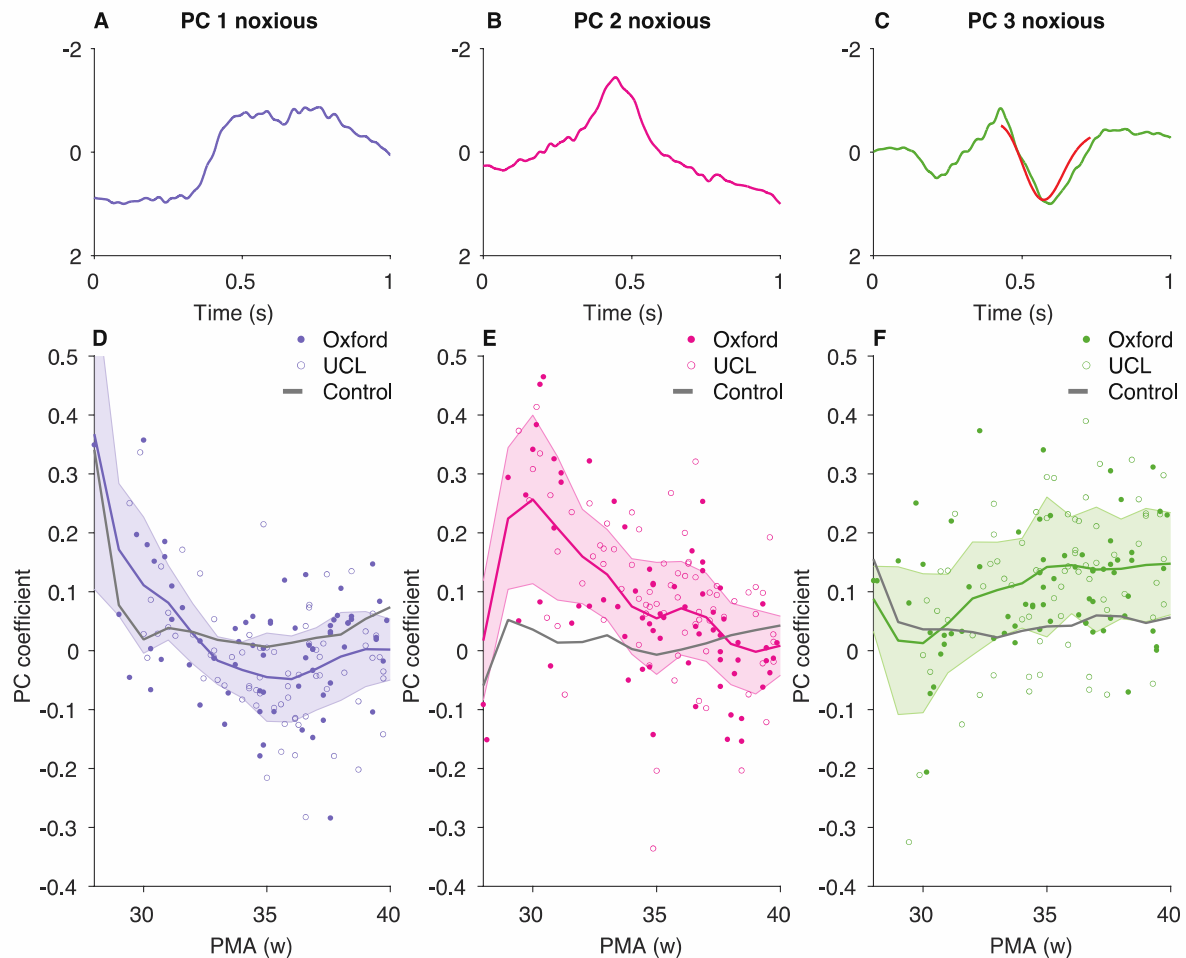 A PC 1 noxious
B PC 2 noxious
C PC 3 noxious
-2
0
2
0 0.5 1
Time (s)
-2
0
2
0 0.5 1
Time (s)
-2
0
2
0 0.5 1
Time (s)
D
Oxford
UCL
Control
0.5
0.4
0.3
0.2
0.1
0
-0.1
-0.2
-0.3
-0.4
PC coefficient
30 35 40
PMA (w)
E
Oxford
UCL
Control
0.5
0.4
0.3
0.2
0.1
0
-0.1
-0.2
-0.3
-0.4
PC coefficient
30 35 40
PMA (w)
F
Oxford
UCL
Control
0.5
0.4
0.3
0.2
0.1
0
-0.1
-0.2
-0.3
-0.4
PC coefficient
30 35 40
PMA (w)